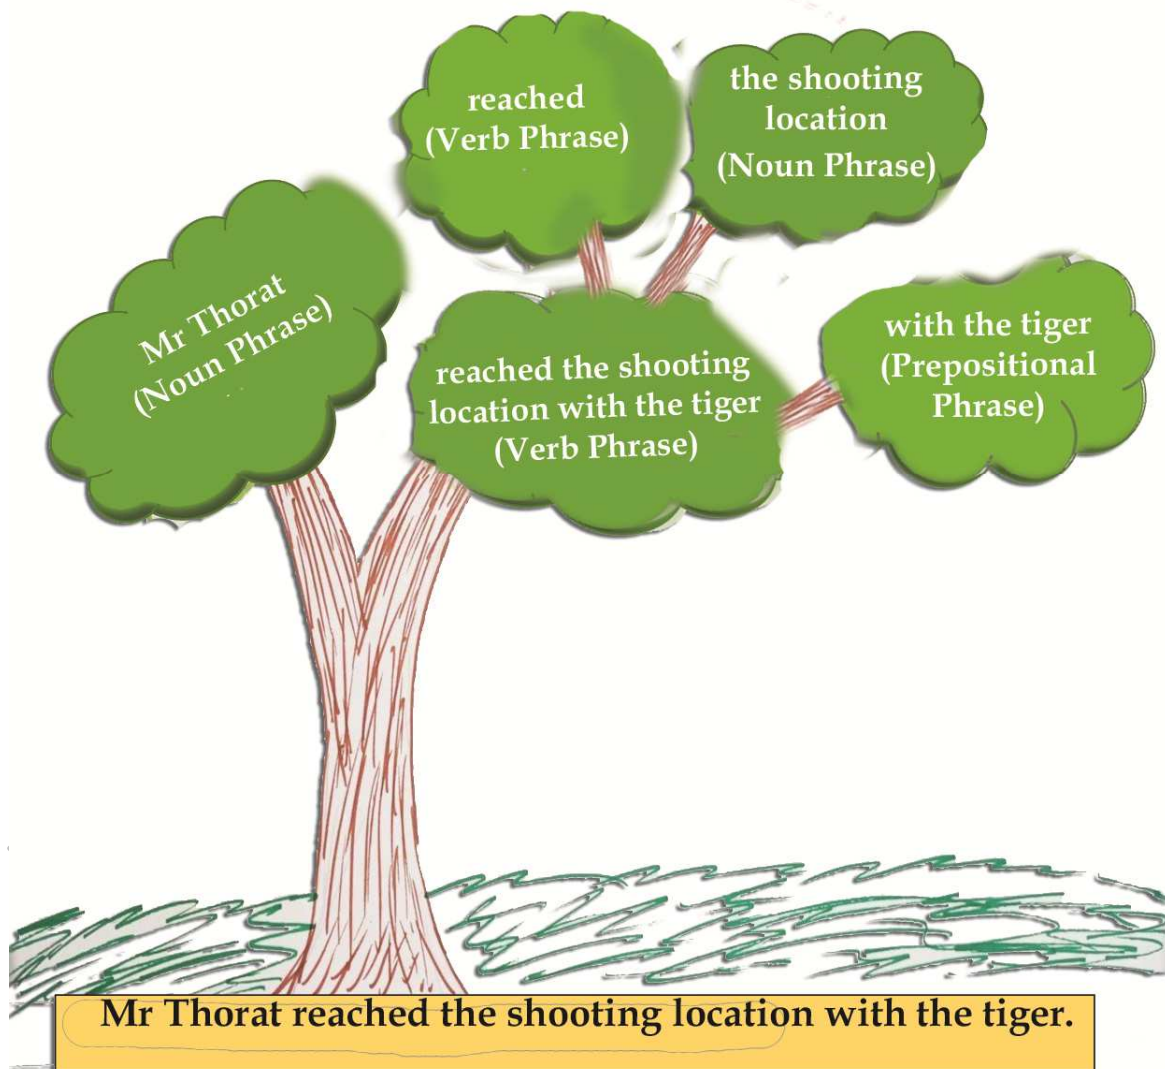 reached
(Verb Phrase)
the shooting
location
(Noun Phrase)
Mr Thorat
(Noun Phrase)
reached the shooting
location with the tiger
(Verb Phrase)
with the tiger
(Prepositional
Phrase)
Mr Thorat reached the shooting location with the tiger.